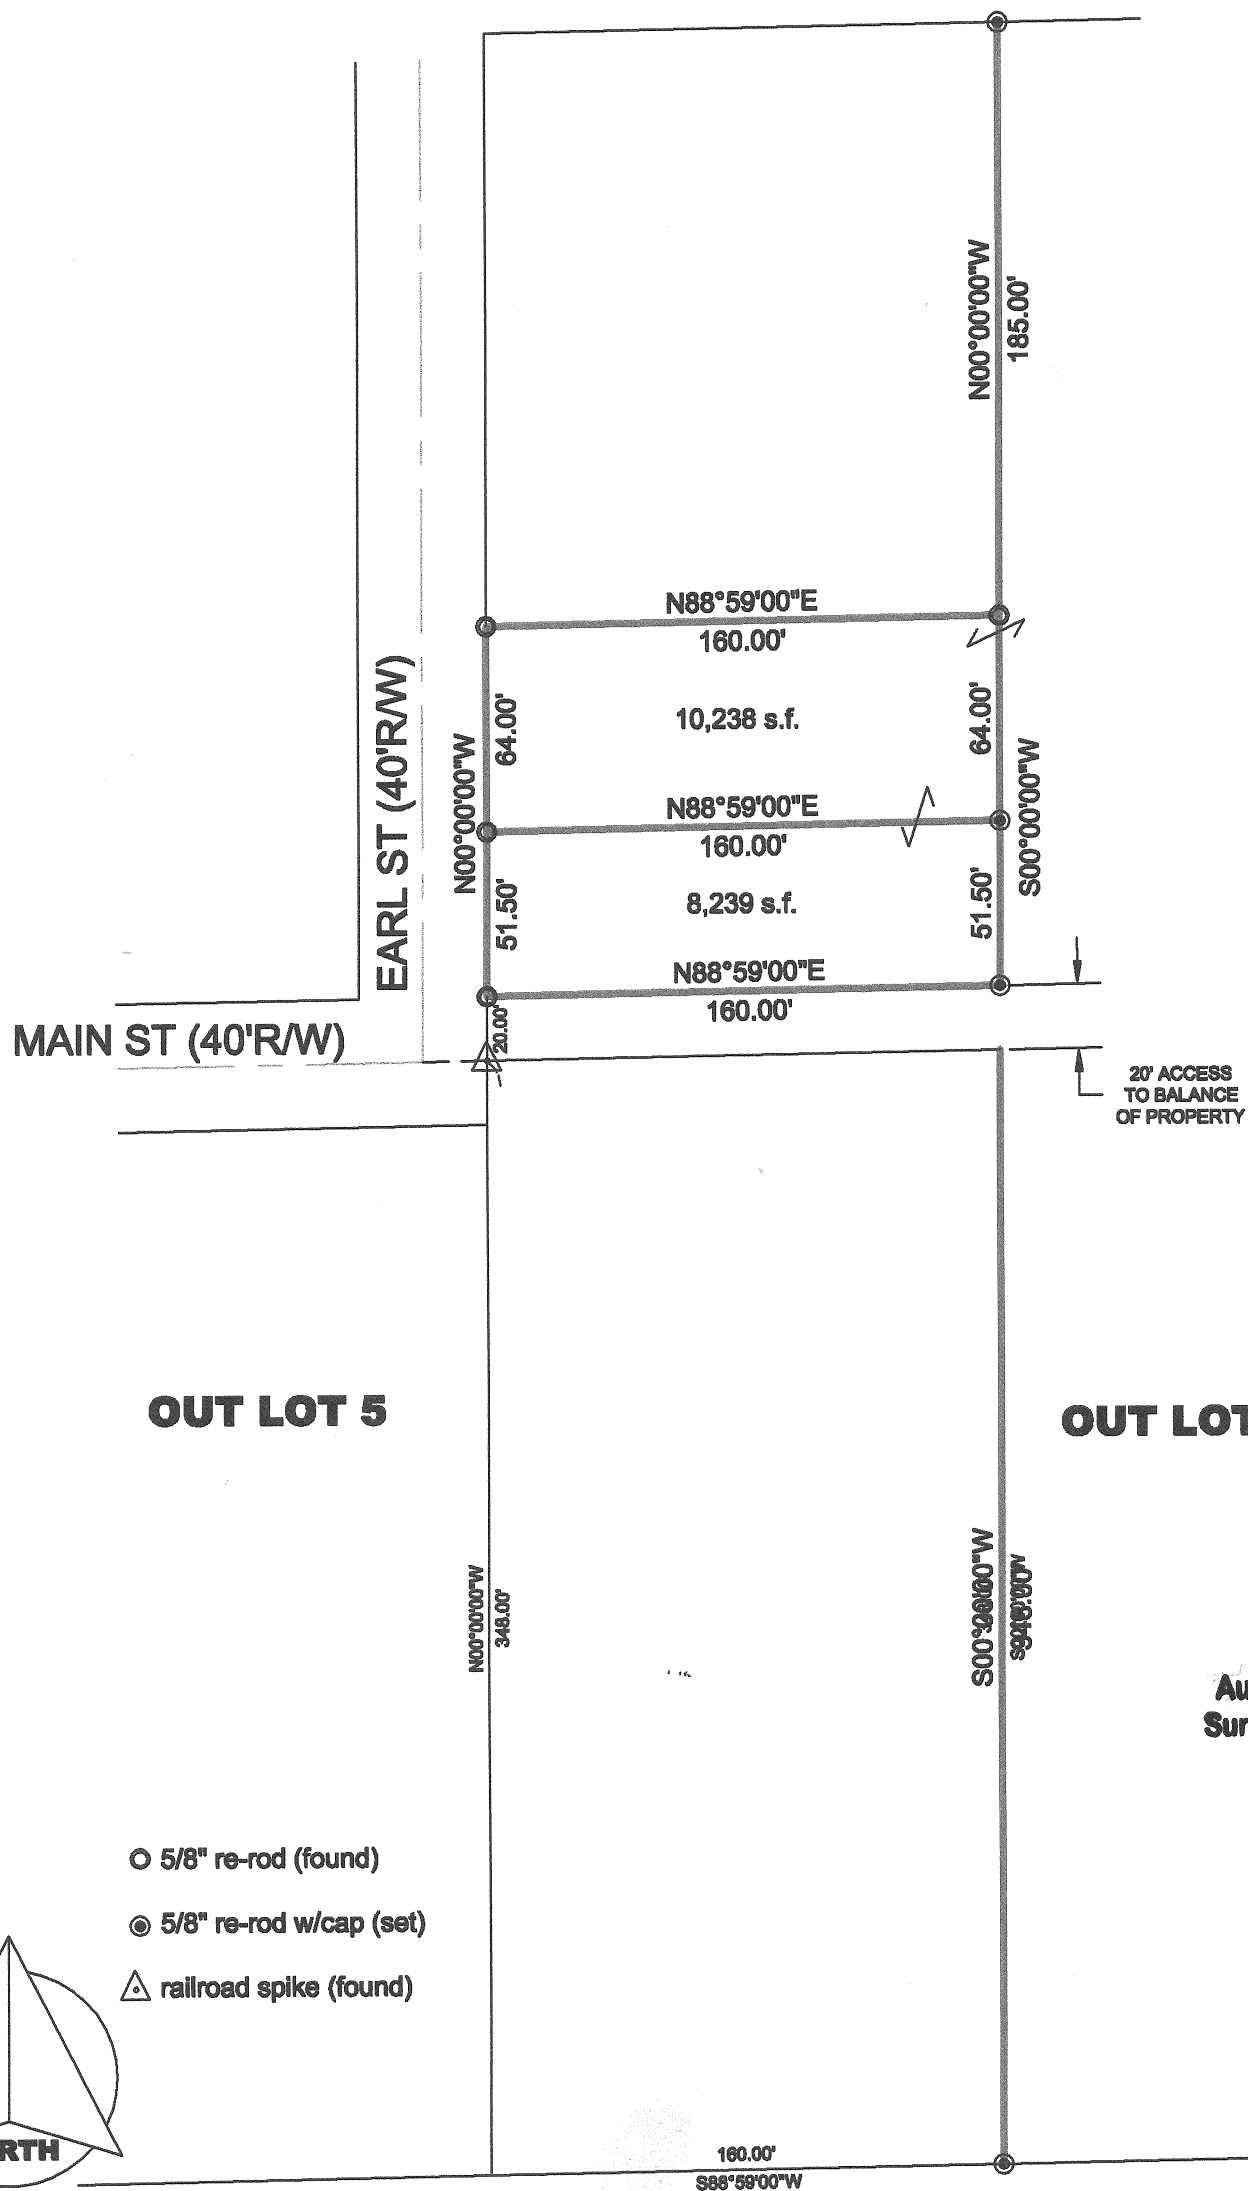 N00°00'00"W
185.00'
N88°59'00"E
160.00'
EARL ST (40'R/W)
N00°00'00"W
64.00'
10,238 s.f.
64.00'
S00°00'00"W
N88°59'00"E
160.00'
51.50'
8,239 s.f.
51.50'
N88°59'00"E
160.00'
MAIN ST (40'R/W)
20.00'
20' ACCESS
TO BALANCE
OF PROPERTY
OUT LOT 5
OUT LOT
N00°00'00"W
348.00'
Au
Sur
5/8" re-rod (found)
5/8" re-rod w/cap (set)
railroad spike (found)
RTH
160.00'
S88°59'00"W